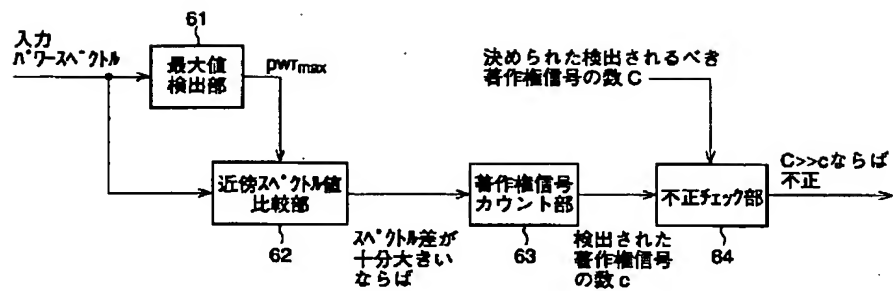 入力
パワースペクトル
61
最大値
検出部
pwrmax
決められた検出されるべき
著作権信号の数 C
近傍スペクトル値
比較部
62
スペクトル差が
十分大きい
ならば
著作権信号
カウント部
63
検出された
著作権信号
の数 c
不正チェック部
64
C>>cならば
不正